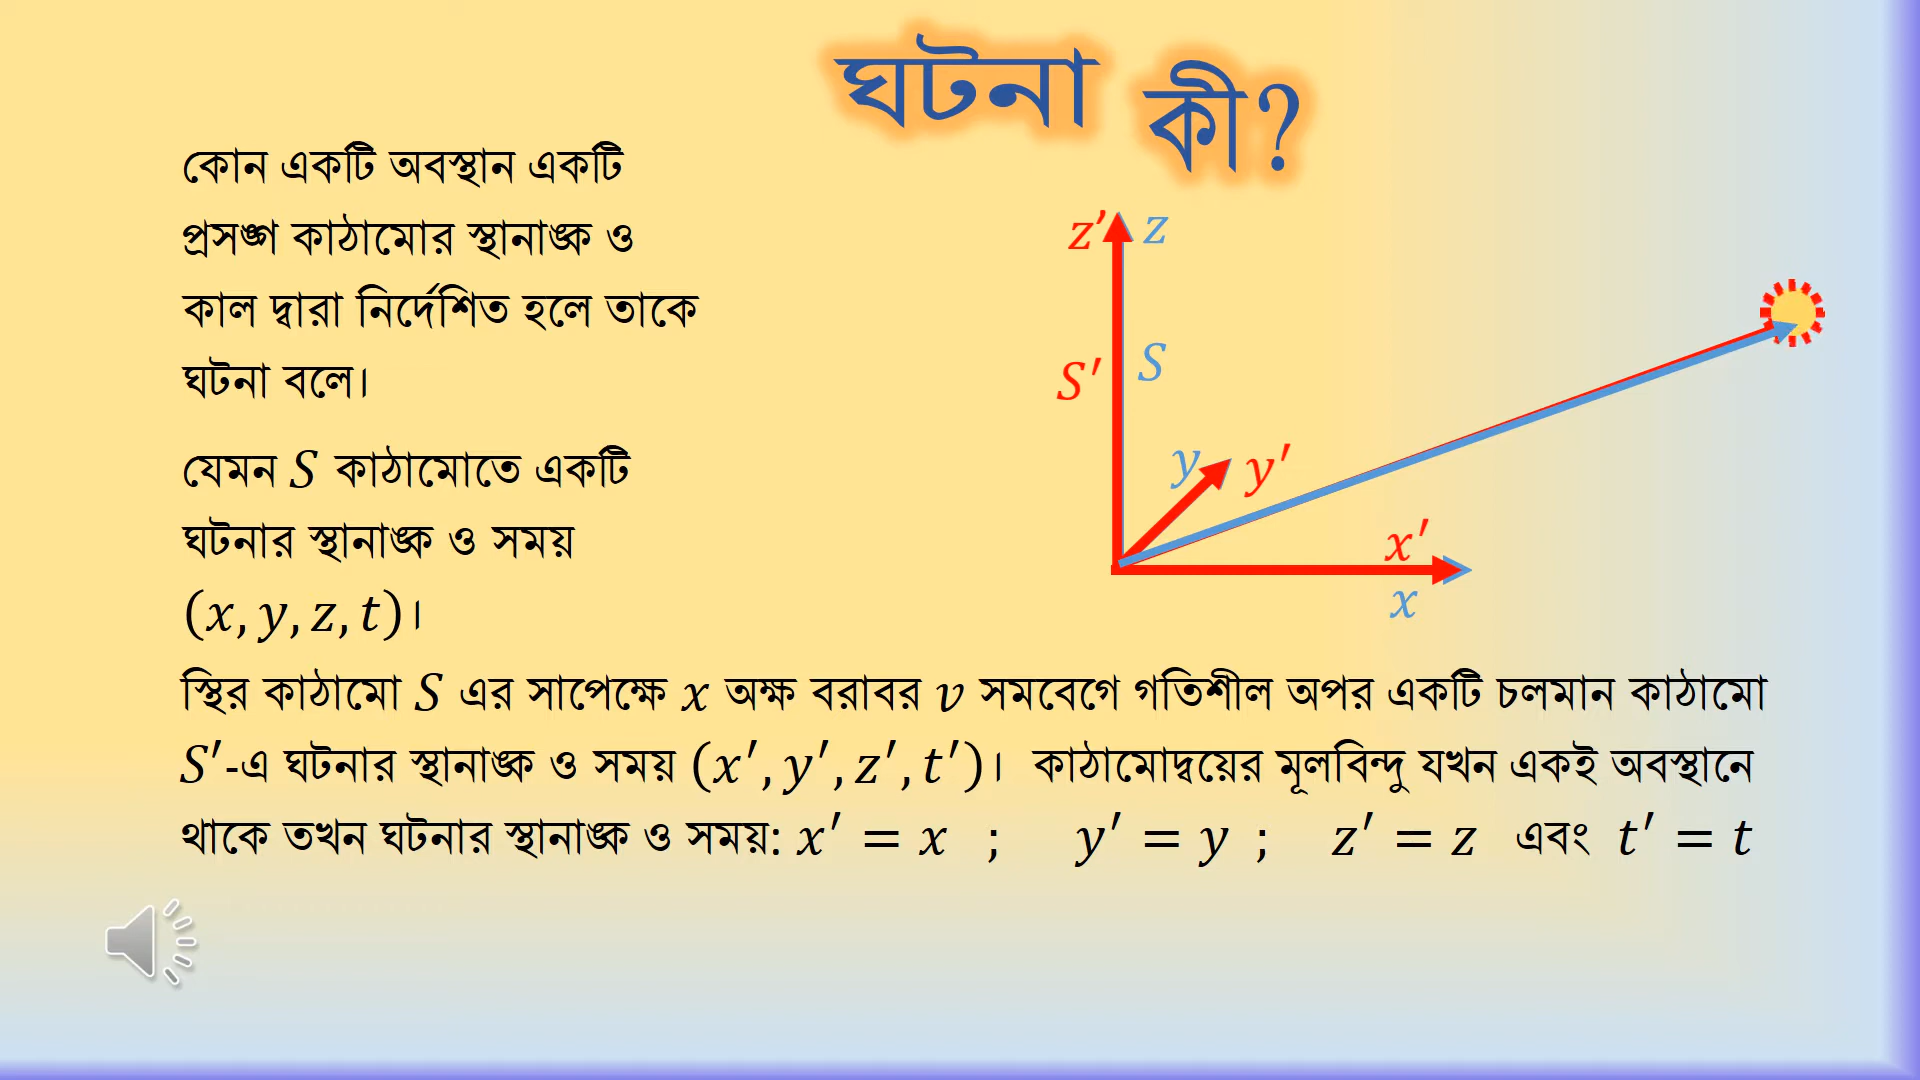 ঘটনা কী?
কোন একটি অবস্থান একটি
প্রসঙ্গ কাঠামোর স্থানাঙ্ক ও
কাল দ্বারা নির্দেশিত হলে তাকে
ঘটনা বলে।
যেমন S কাঠামোতে একটি
ঘটনার স্থানাঙ্ক ও সময়
(x, y, z, t)।
z′ z
S′ S
y y′
x′
x
স্থির কাঠামো S এর সাপেক্ষে x অক্ষ বরাবর v সমবেগে গতিশীল অপর একটি চলমান কাঠামো
S′-এ ঘটনার স্থানাঙ্ক ও সময় (x′, y′, z′, t′)। কাঠামোদ্বয়ের মূলবিন্দু যখন একই অবস্থানে
থাকে তখন ঘটনার স্থানাঙ্ক ও সময়: x′ = x ; y′ = y ; z′ = z এবং t′ = t